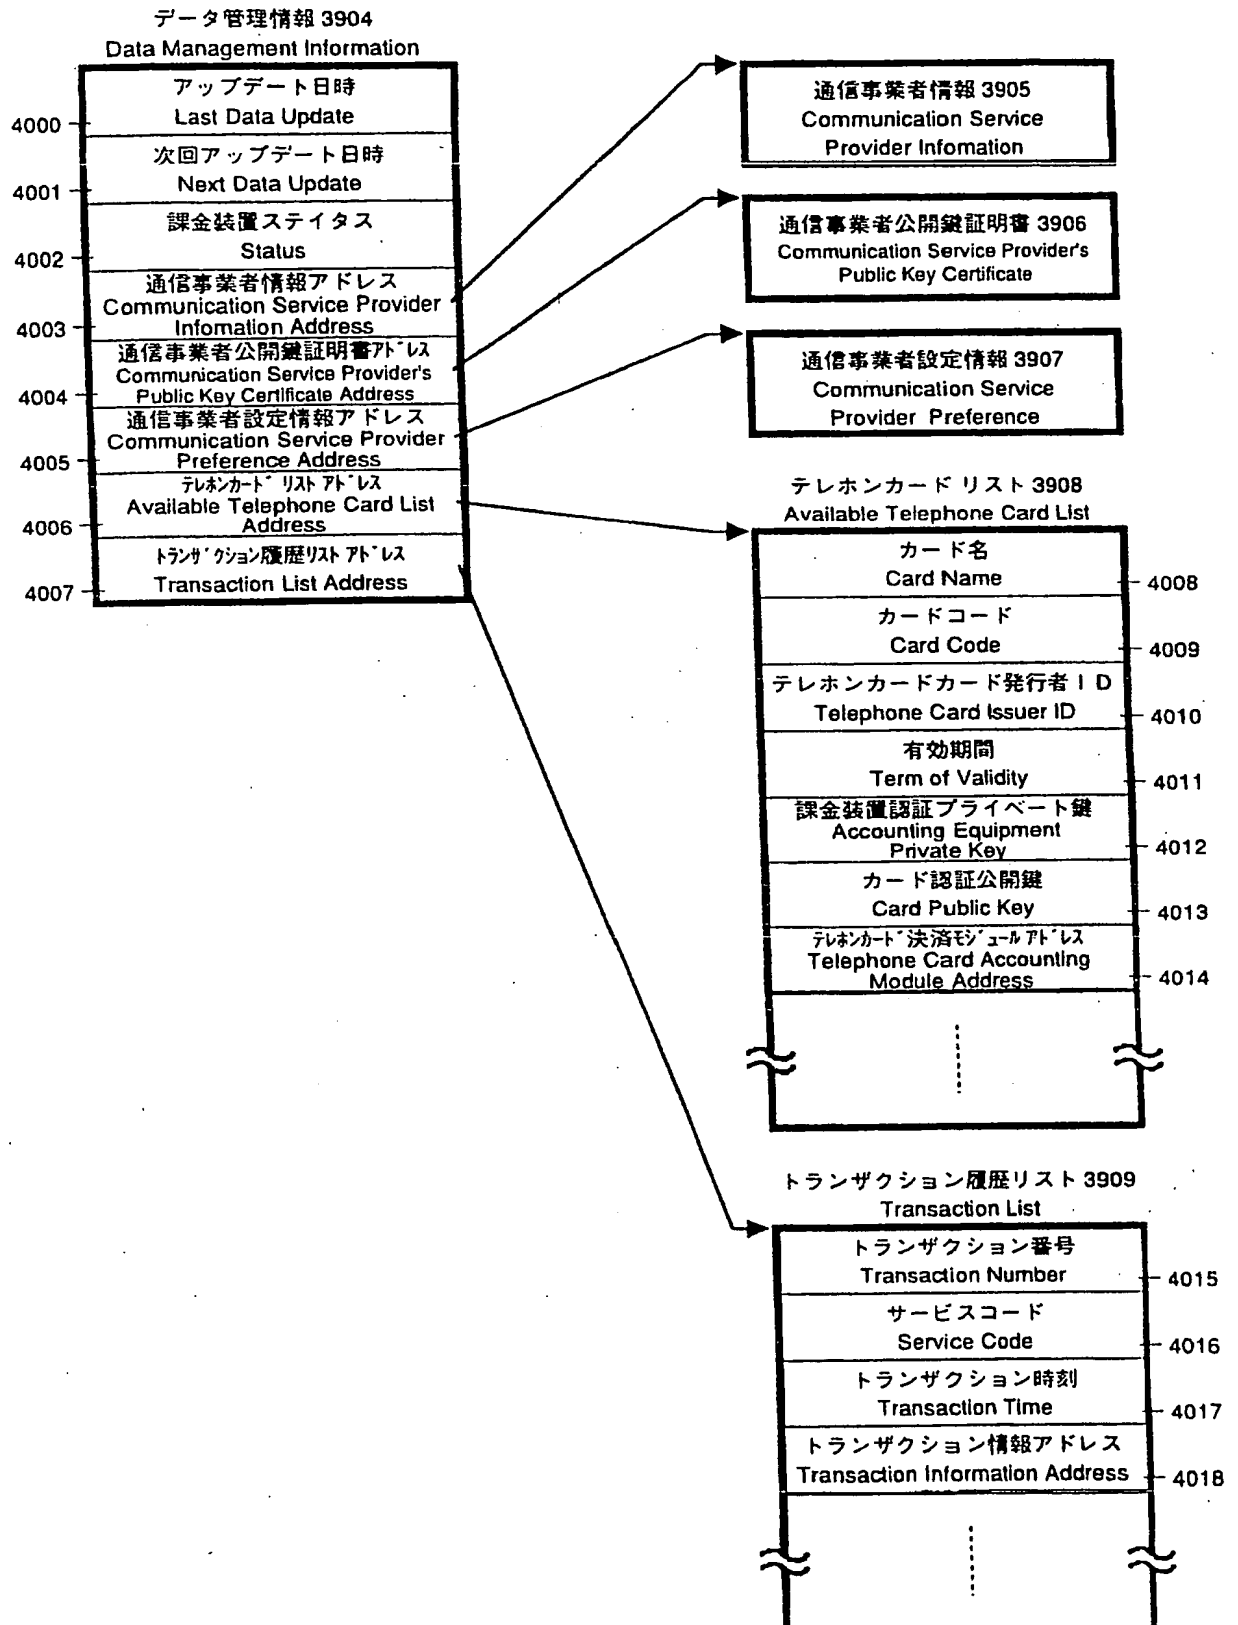 データ管理情報 3904
Data Management Information
アップデート日時
Last Data Update
4000
次回アップデート日時
Next Data Update
4001
課金装置ステイタス
Status
4002
通信事業者情報アドレス
Communication Service Provider
Infomation Address
4003
通信事業者公開鍵証明書アドレス
Communication Service Provider's
Public Key Certificate Address
4004
通信事業者設定情報アドレス
Communication Service Provider
Preference Address
4005
テレホンカード リスト アドレス
Available Telephone Card List
Address
4006
トランザクション履歴リスト アドレス
Transaction List Address
4007
通信事業者情報 3905
Communication Service
Provider Infomation
通信事業者公開鍵証明書 3906
Communication Service Provider's
Public Key Certificate
通信事業者設定情報 3907
Communication Service
Provider Preference
テレホンカード リスト 3908
Available Telephone Card List
カード名
Card Name
4008
カードコード
Card Code
4009
テレホンカードカード発行者ID
Telephone Card Issuer ID
4010
有効期間
Term of Validity
4011
課金装置認証プライベート鍵
Accounting Equipment
Private Key
4012
カード認証公開鍵
Card Public Key
4013
テレホンカード決済モジュール アドレス
Telephone Card Accounting
Module Address
4014
トランザクション履歴リスト 3909
Transaction List
トランザクション番号
Transaction Number
4015
サービスコード
Service Code
4016
トランザクション時刻
Transaction Time
4017
トランザクション情報アドレス
Transaction Information Address
4018